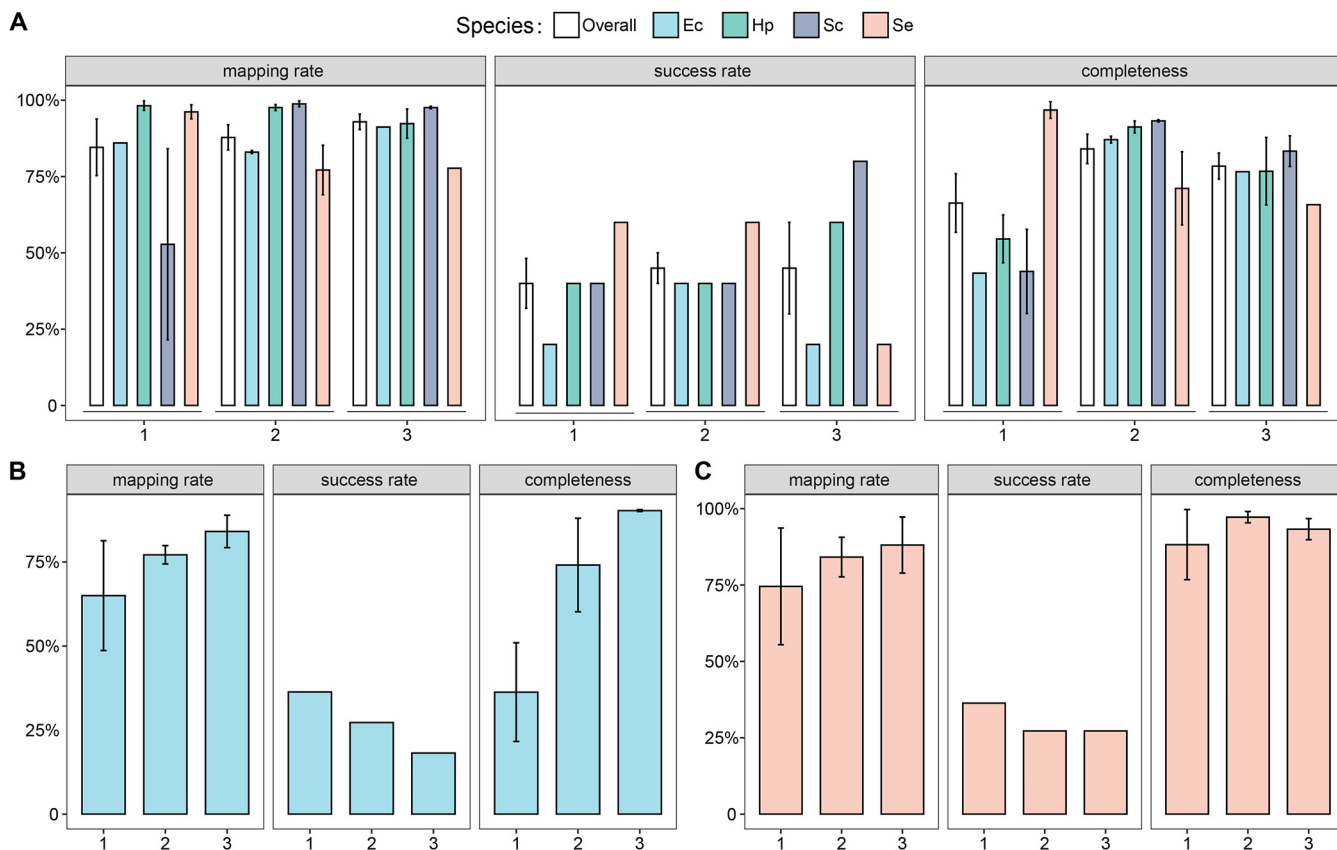 A
Species: Overall Ec Hp Sc Se
mapping rate success rate completeness
100%
75%
50%
25%
0
1 2 3 1 2 3 1 2 3
B
mapping rate success rate completeness
75%
50%
25%
0
1 2 3 1 2 3 1 2 3
C
mapping rate success rate completeness
100%
75%
50%
25%
0
1 2 3 1 2 3 1 2 3